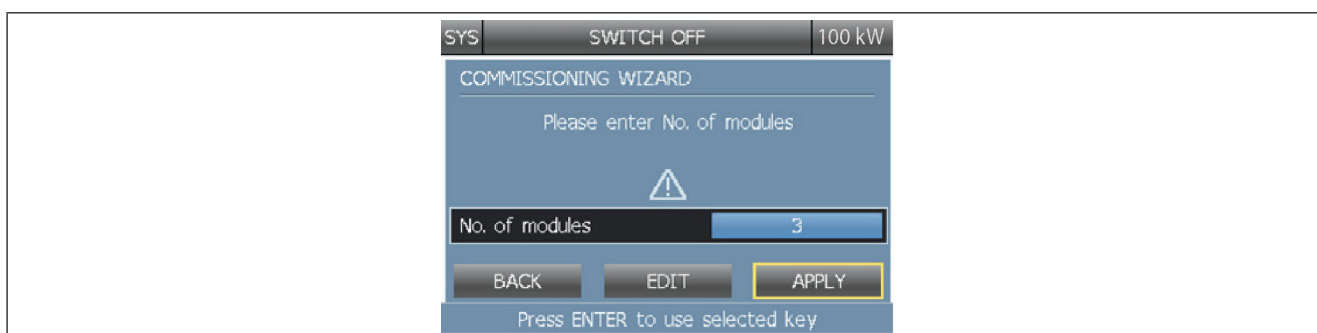 SYS SWITCH OFF 100 kW
COMMISSIONING WIZARD
Please enter No. of modules
No. of modules 3
BACK EDIT APPLY
Press ENTER to use selected key